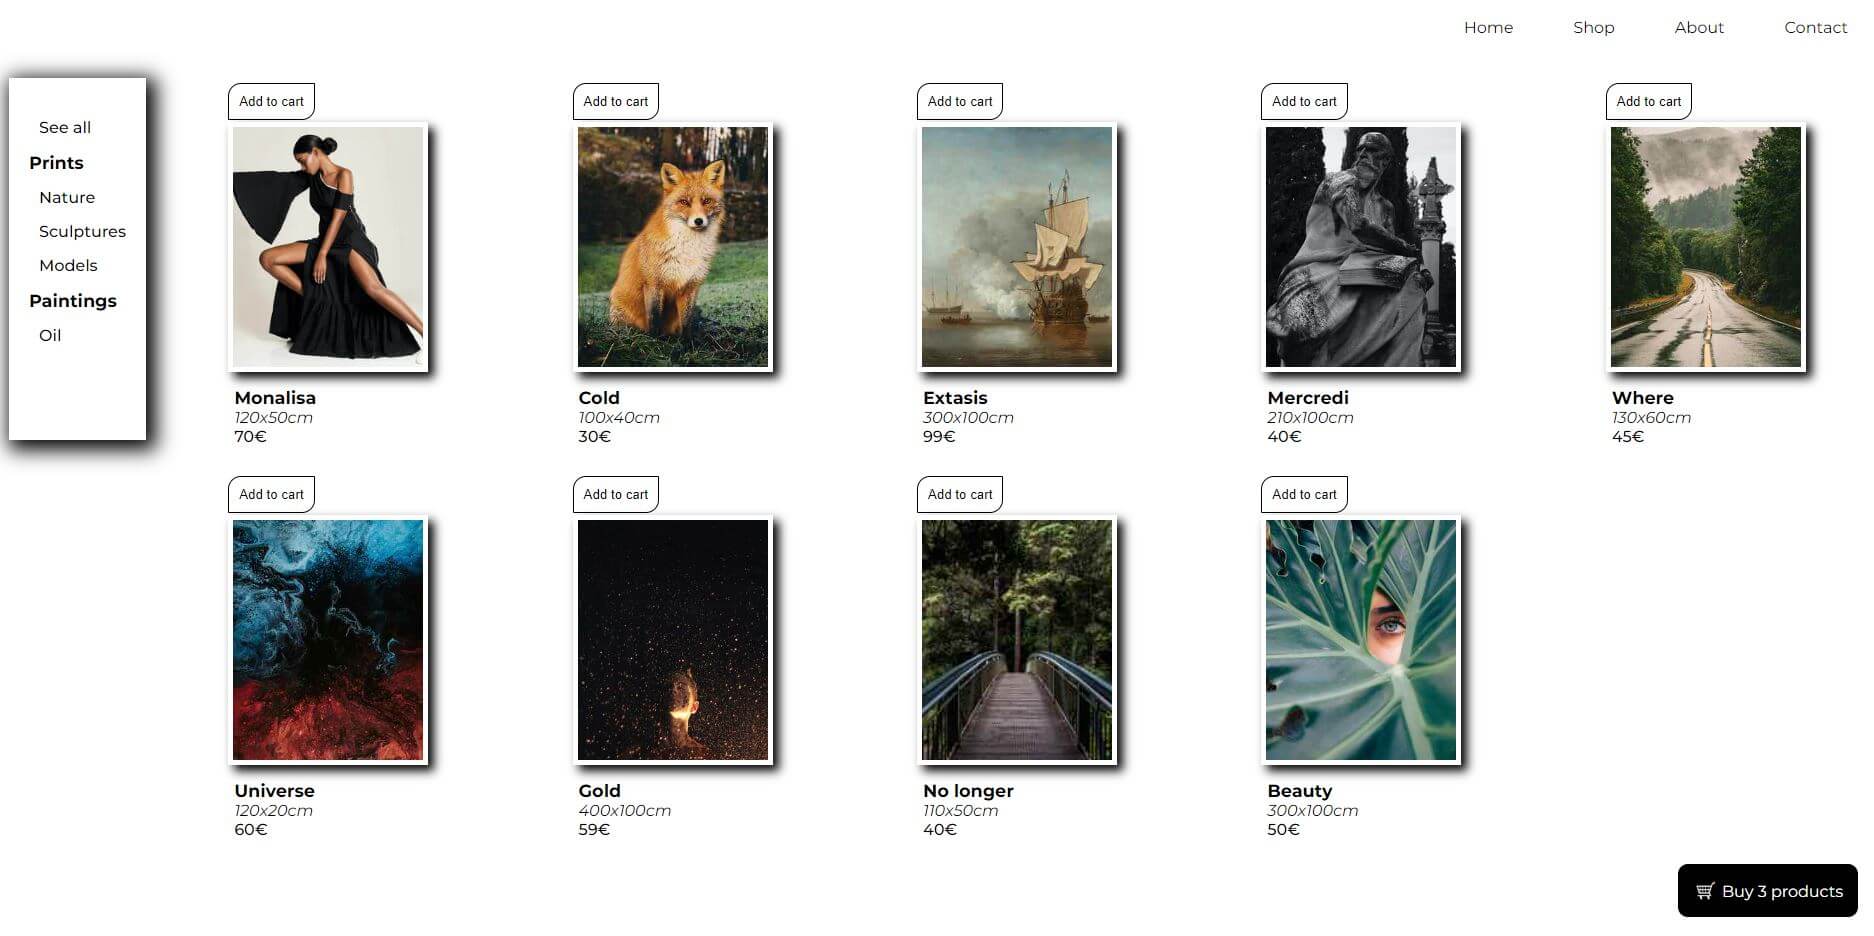 Home Shop About Contact
See all
Prints
Nature
Sculptures
Models
Paintings
Oil
Add to cart Add to cart Add to cart Add to cart Add to cart
Monalisa Cold Extasis Mercredi Where
120x50cm 100x40cm 300x100cm 210x100cm 130x60cm
70€ 30€ 99€ 40€ 45€
Add to cart Add to cart Add to cart Add to cart
Universe Gold No longer Beauty
120x20cm 400x100cm 110x50cm 300x100cm
60€ 59€ 40€ 50€
Buy 3 products